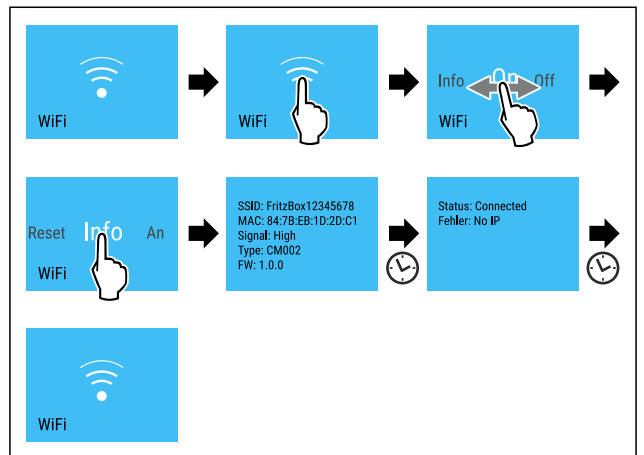 WiFi
WiFi
Info On Off
WiFi
Reset Info An
WiFi
SSID: FritzBox12345678
MAC: 84:7B:EB:1D:2D:C1
Signal: High
Type: CM002
FW: 1.0.0
Status: Connected
Fehler: No IP
WiFi